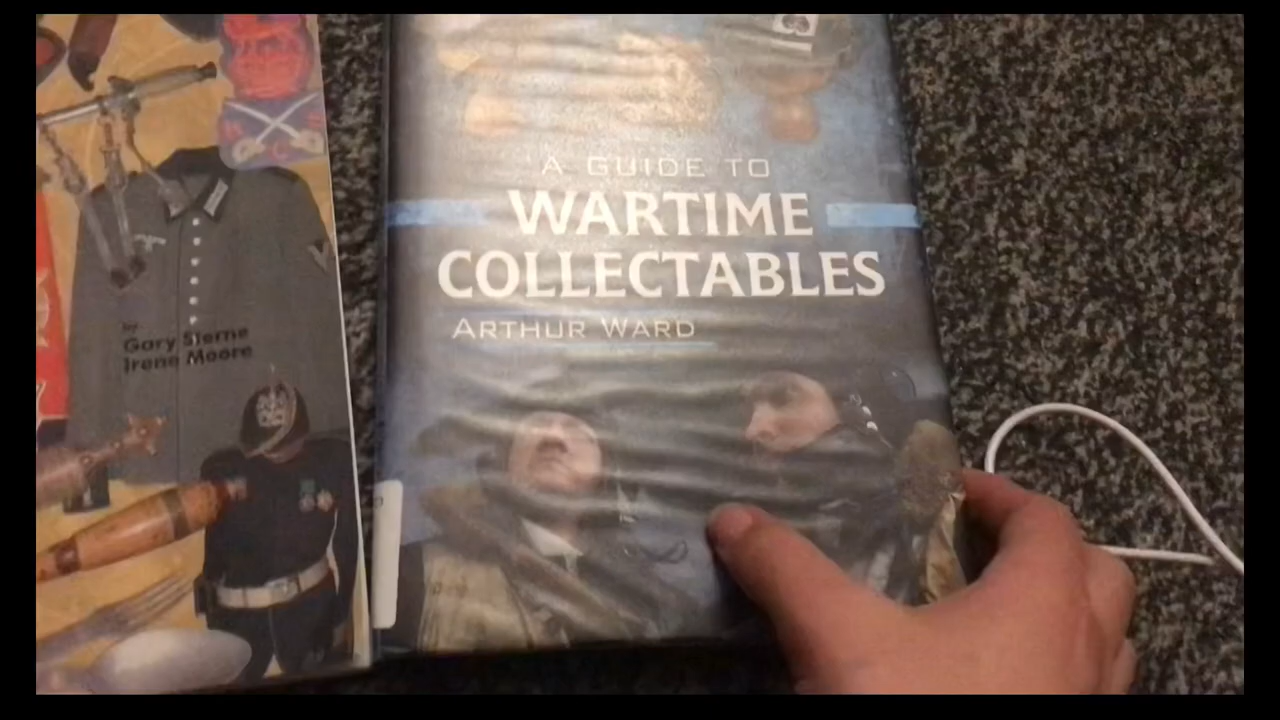 by
Gary Sterne
Irene Moore
A GUIDE TO
WARTIME
COLLECTABLES
ARTHUR WARD